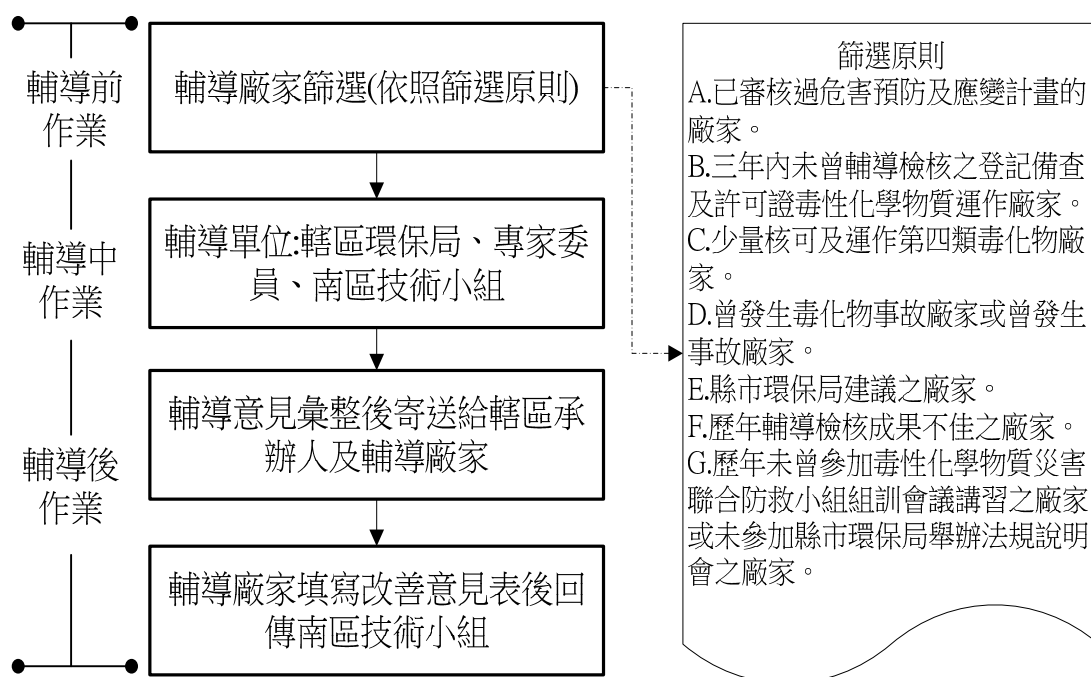 輔導前
作業
輔導中
作業
輔導後
作業
輔導廠家篩選(依照篩選原則)
輔導單位:轄區環保局、專家委
員、南區技術小組
輔導意見彙整後寄送給轄區承
辦人及輔導廠家
輔導廠家填寫改善意見表後回
傳南區技術小組
篩選原則
A.已審核過危害預防及應變計畫的
廠家。
B.三年內未曾輔導檢核之登記備查
及許可證毒性化學物質運作廠家。
C.少量核可及運作第四類毒化物廠
家。
D.曾發生毒化物事故廠家或曾發生
事故廠家。
E.縣市環保局建議之廠家。
F.歷年輔導檢核成果不佳之廠家。
G.歷年未曾參加毒性化學物質災害
聯合防救小組組訓會議講習之廠家
或未參加縣市環保局舉辦法規說明
會之廠家。